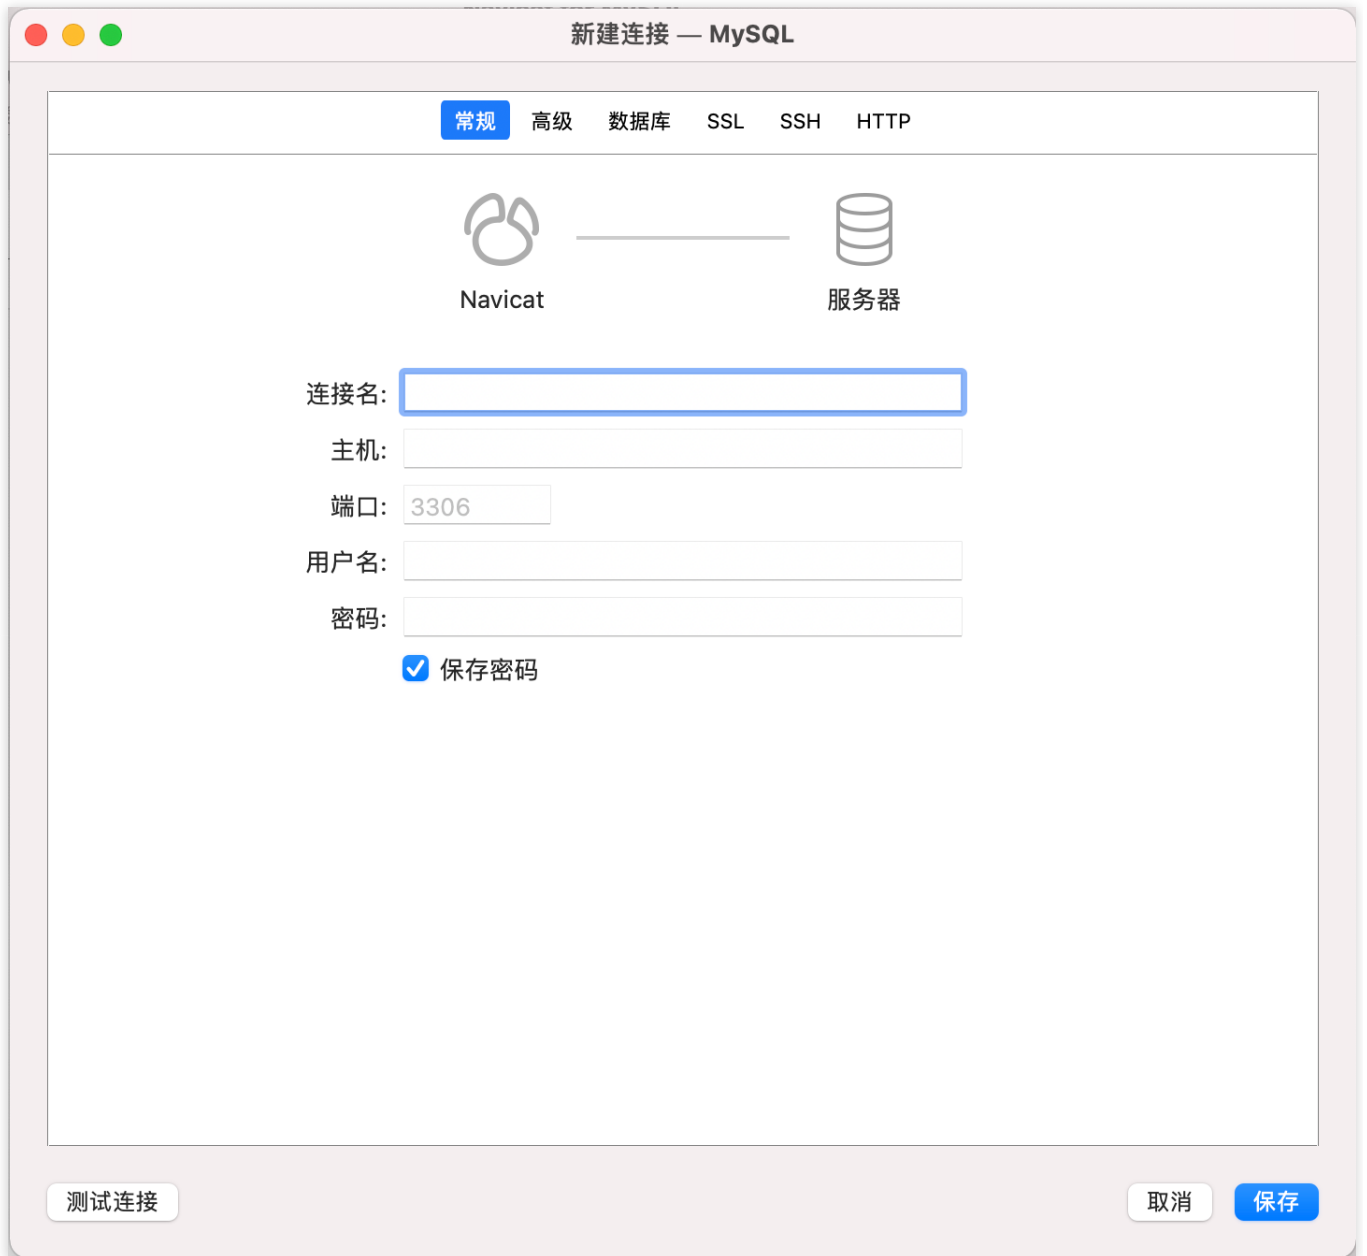 新建连接 — MySQL
常规 高级 数据库 SSL SSH HTTP
Navicat 服务器
连接名:
主机:
端口: 3306
用户名:
密码:
保存密码
测试连接 取消 保存